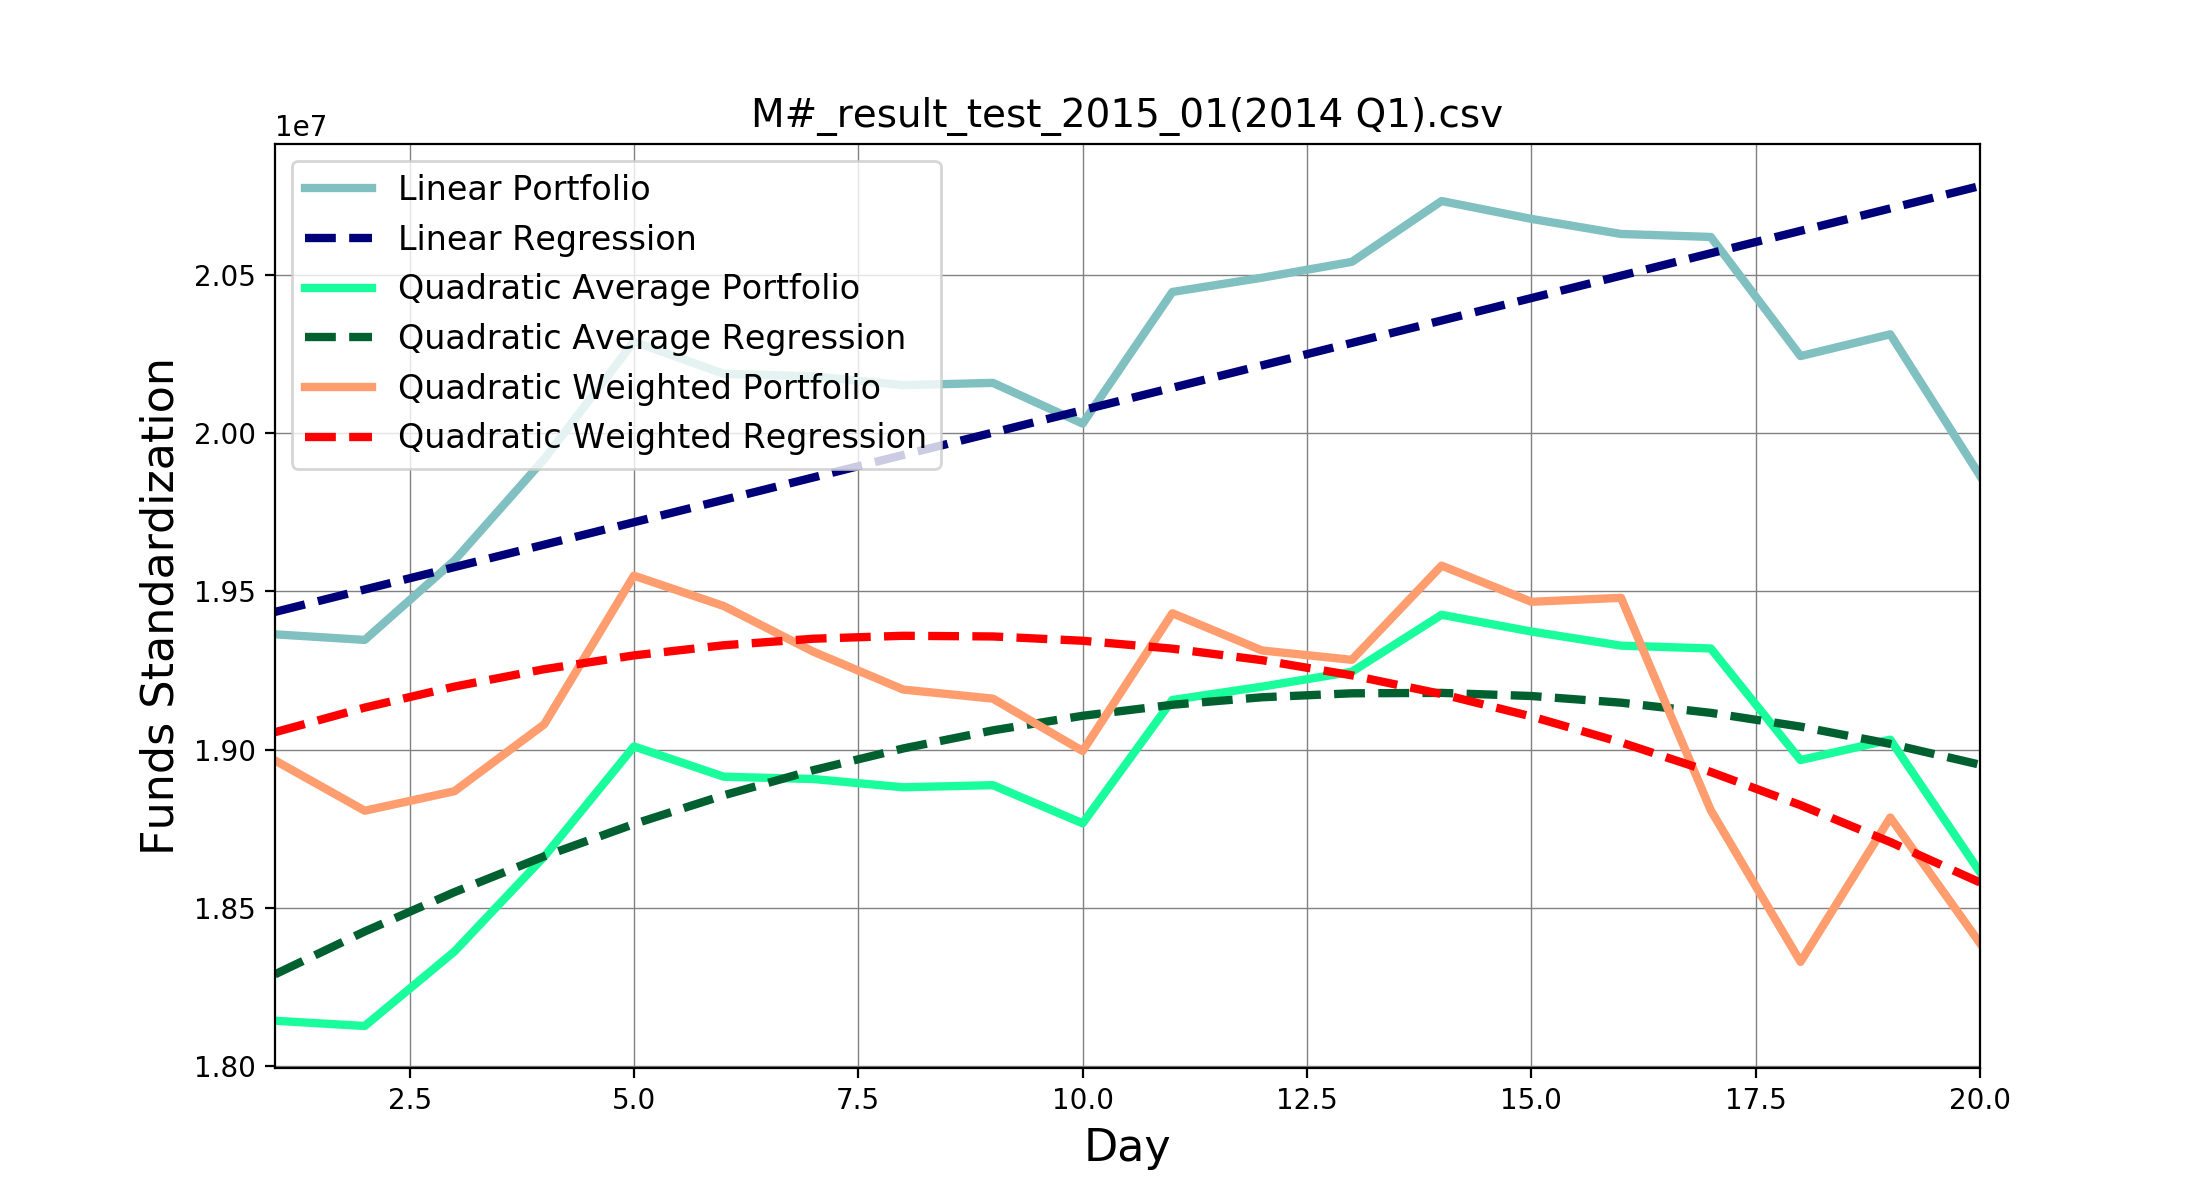 M#_result_test_2015_01(2014 Q1).csv
1e7
Linear Portfolio
Linear Regression
Quadratic Average Portfolio
Quadratic Average Regression
Quadratic Weighted Portfolio
Quadratic Weighted Regression
Funds Standardization
2.05
2.00
1.95
1.90
1.85
1.80
2.5 5.0 7.5 10.0 12.5 15.0 17.5 20.0
Day